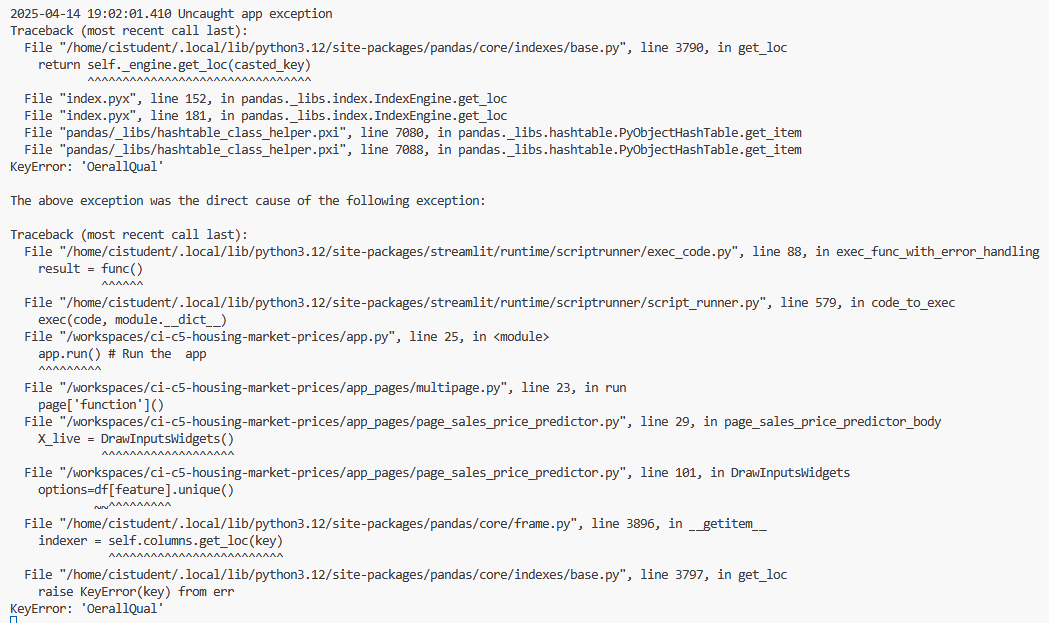 2025-04-14 19:02:01.410 Uncaught app exception
Traceback (most recent call last):
  File "/home/cistudent/.local/lib/python3.12/site-packages/pandas/core/indexes/base.py", line 3790, in get_loc
    return self._engine.get_loc(casted_key)
           ^^^^^^^^^^^^^^^^^^^^^^^^^^^^^^^^
  File "index.pyx", line 152, in pandas._libs.index.IndexEngine.get_loc
  File "index.pyx", line 181, in pandas._libs.index.IndexEngine.get_loc
  File "pandas/_libs/hashtable_class_helper.pxi", line 7080, in pandas._libs.hashtable.PyObjectHashTable.get_item
  File "pandas/_libs/hashtable_class_helper.pxi", line 7088, in pandas._libs.hashtable.PyObjectHashTable.get_item
KeyError: 'OerallQual'

The above exception was the direct cause of the following exception:

Traceback (most recent call last):
  File "/home/cistudent/.local/lib/python3.12/site-packages/streamlit/runtime/scriptrunner/exec_code.py", line 88, in exec_func_with_error_handling
    result = func()
             ^^^^^^
  File "/home/cistudent/.local/lib/python3.12/site-packages/streamlit/runtime/scriptrunner/script_runner.py", line 579, in code_to_exec
    exec(code, module.__dict__)
  File "/workspaces/ci-c5-housing-market-prices/app.py", line 25, in <module>
    app.run() # Run the  app
    ^^^^^^^^^
  File "/workspaces/ci-c5-housing-market-prices/app_pages/multipage.py", line 23, in run
    page['function']()
  File "/workspaces/ci-c5-housing-market-prices/app_pages/page_sales_price_predictor.py", line 29, in page_sales_price_predictor_body
    X_live = DrawInputsWidgets()
             ^^^^^^^^^^^^^^^^^^^
  File "/workspaces/ci-c5-housing-market-prices/app_pages/page_sales_price_predictor.py", line 101, in DrawInputsWidgets
    options=df[feature].unique()
            ~~^^^^^^^^^
  File "/home/cistudent/.local/lib/python3.12/site-packages/pandas/core/frame.py", line 3896, in __getitem__
    indexer = self.columns.get_loc(key)
              ^^^^^^^^^^^^^^^^^^^^^^^^^
  File "/home/cistudent/.local/lib/python3.12/site-packages/pandas/core/indexes/base.py", line 3797, in get_loc
    raise KeyError(key) from err
KeyError: 'OerallQual'